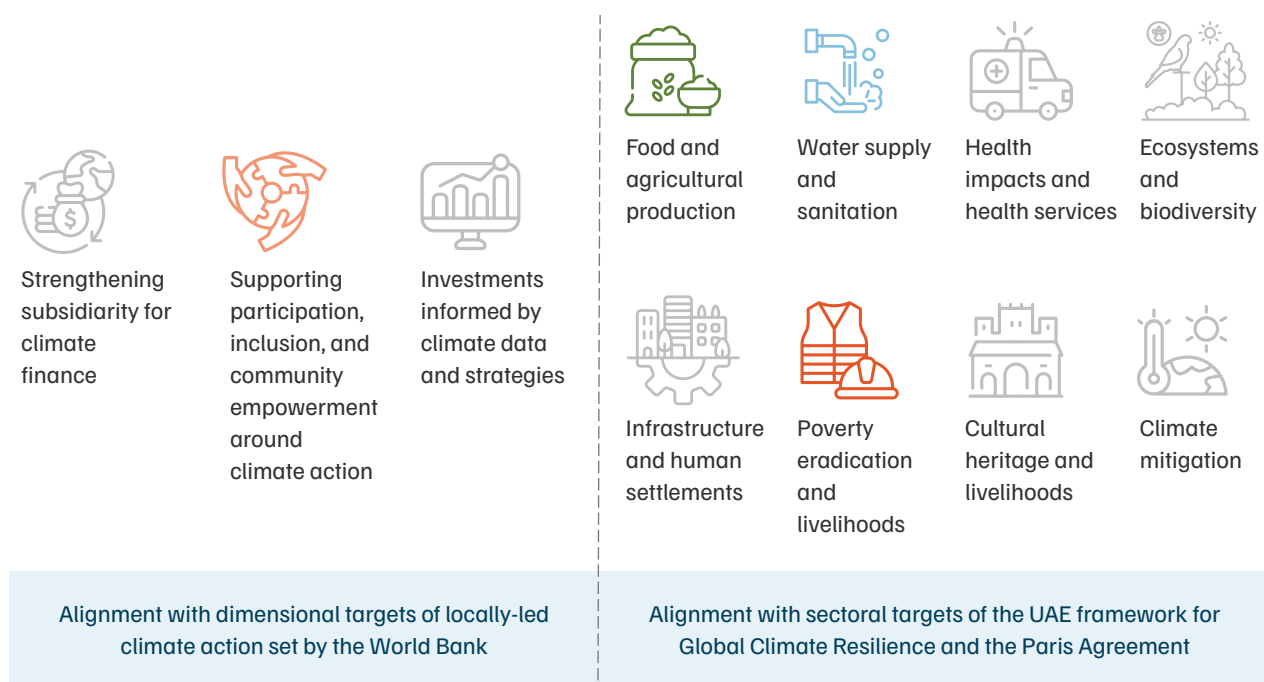 Strengthening
subsidiarity for
climate
finance
Supporting
participation,
inclusion, and
community
empowerment
around
climate action
Investments
informed by
climate data
and strategies
Alignment with dimensional targets of locally-led
climate action set by the World Bank
Food and
agricultural
production
Water supply
and
sanitation
Health
impacts and
health services
Ecosystems
and
biodiversity
Infrastructure
and human
settlements
Poverty
eradication
and
livelihoods
Cultural
heritage and
livelihoods
Climate
mitigation
Alignment with sectoral targets of the UAE framework for
Global Climate Resilience and the Paris Agreement